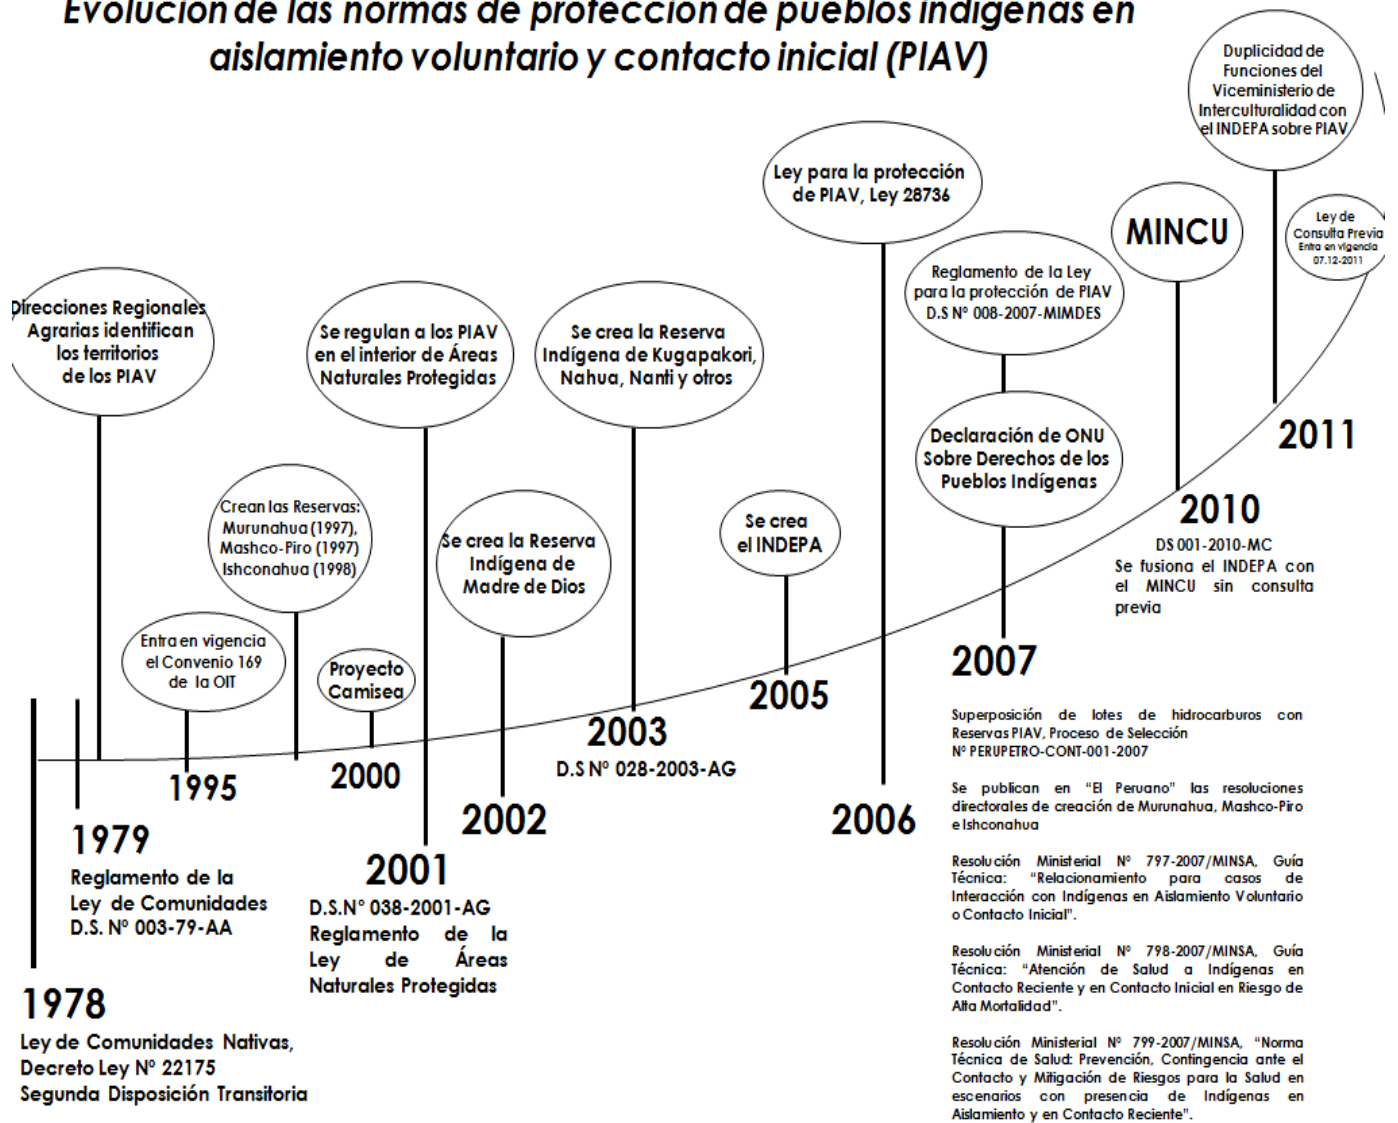 Evolución de las normas de protección de pueblos indígenas en
aislamiento voluntario y contacto inicial (PIAV)
Direcciones Regionales
Agrarias identifican
los territorios
de los PIAV
Entra en vigencia
el Convenio 169
de la OIT
Crean las Reservas:
Murunahua (1997),
Mashco-Piro (1997)
Ishconahua (1998)
Proyecto
Camisea
Se regulan a los PIAV
en el interior de Áreas
Naturales Protegidas
Se crea la Reserva
Indígena de
Madre de Dios
Se crea la Reserva
Indígena de Kugapakori,
Nahua, Nanti y otros
Se crea
el INDEPA
Ley para la protección
de PIAV, Ley 28736
Reglamento de la Ley
para la protección de PIAV
D.S Nº 008-2007-MIMDES
Declaración de ONU
Sobre Derechos de los
Pueblos Indígenas
MINCU
Duplicidad de
Funciones del
Viceministerio de
Interculturalidad con
el INDEPA sobre PIAV
Ley de
Consulta Previa
Entra en vigencia
07.12-2011
1978
Ley de Comunidades Nativas,
Decreto Ley Nº 22175
Segunda Disposición Transitoria
1979
Reglamento de la
Ley de Comunidades
D.S. Nº 003-79-AA
1995
2000
2001
D.S.N° 038-2001-AG
Reglamento de la
Ley de Áreas
Naturales Protegidas
2002
2003
D.S Nº 028-2003-AG
2005
2006
2007
Superposición de lotes de hidrocarburos con
Reservas PIAV, Proceso de Selección
Nº PERUPETRO-CONT-001-2007
Se publican en "El Peruano" las resoluciones
directorales de creación de Murunahua, Mashco-Piro
e Ishconahua
Resolución Ministerial Nº 797-2007/MINSA, Guía
Técnica: "Relacionamiento para casos de
Interacción con Indígenas en Aislamiento Voluntario
o Contacto Inicial".
Resolución Ministerial Nº 798-2007/MINSA, Guía
Técnica: "Atención de Salud a Indígenas en
Contacto Reciente y en Contacto Inicial en Riesgo de
Alta Mortalidad".
Resolución Ministerial Nº 799-2007/MINSA, "Norma
Técnica de Salud: Prevención, Contingencia ante el
Contacto y Mitigación de Riesgos para la Salud en
escenarios con presencia de Indígenas en
Aislamiento y en Contacto Reciente".
2010
DS 001-2010-MC
Se fusiona el INDEPA con
el MINCU sin consulta
previa
2011